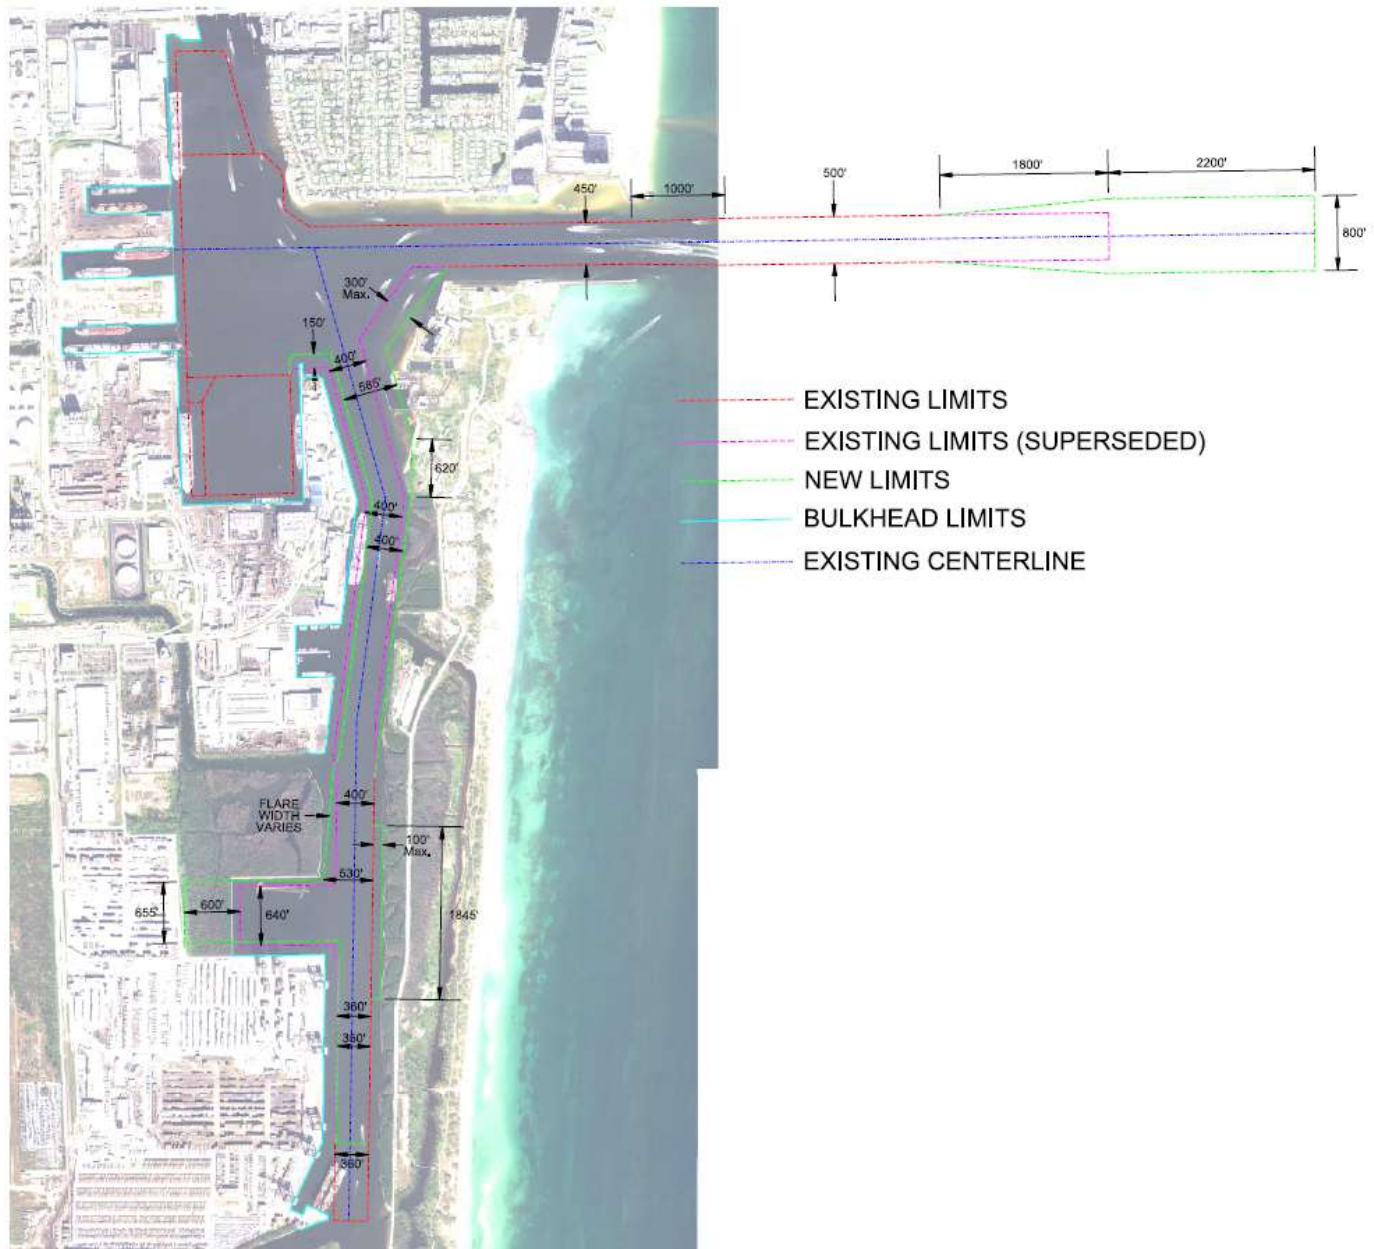 1800'
2200'
450'
1000'
500'
800'
300'
Max.
150'
400'
585'
EXISTING LIMITS
EXISTING LIMITS (SUPERSEDED)
620'
NEW LIMITS
400'
BULKHEAD LIMITS
400'
EXISTING CENTERLINE
400'
FLARE
WIDTH
VARIES
100'
Max.
530'
655'
600'
640'
1845'
360'
360'